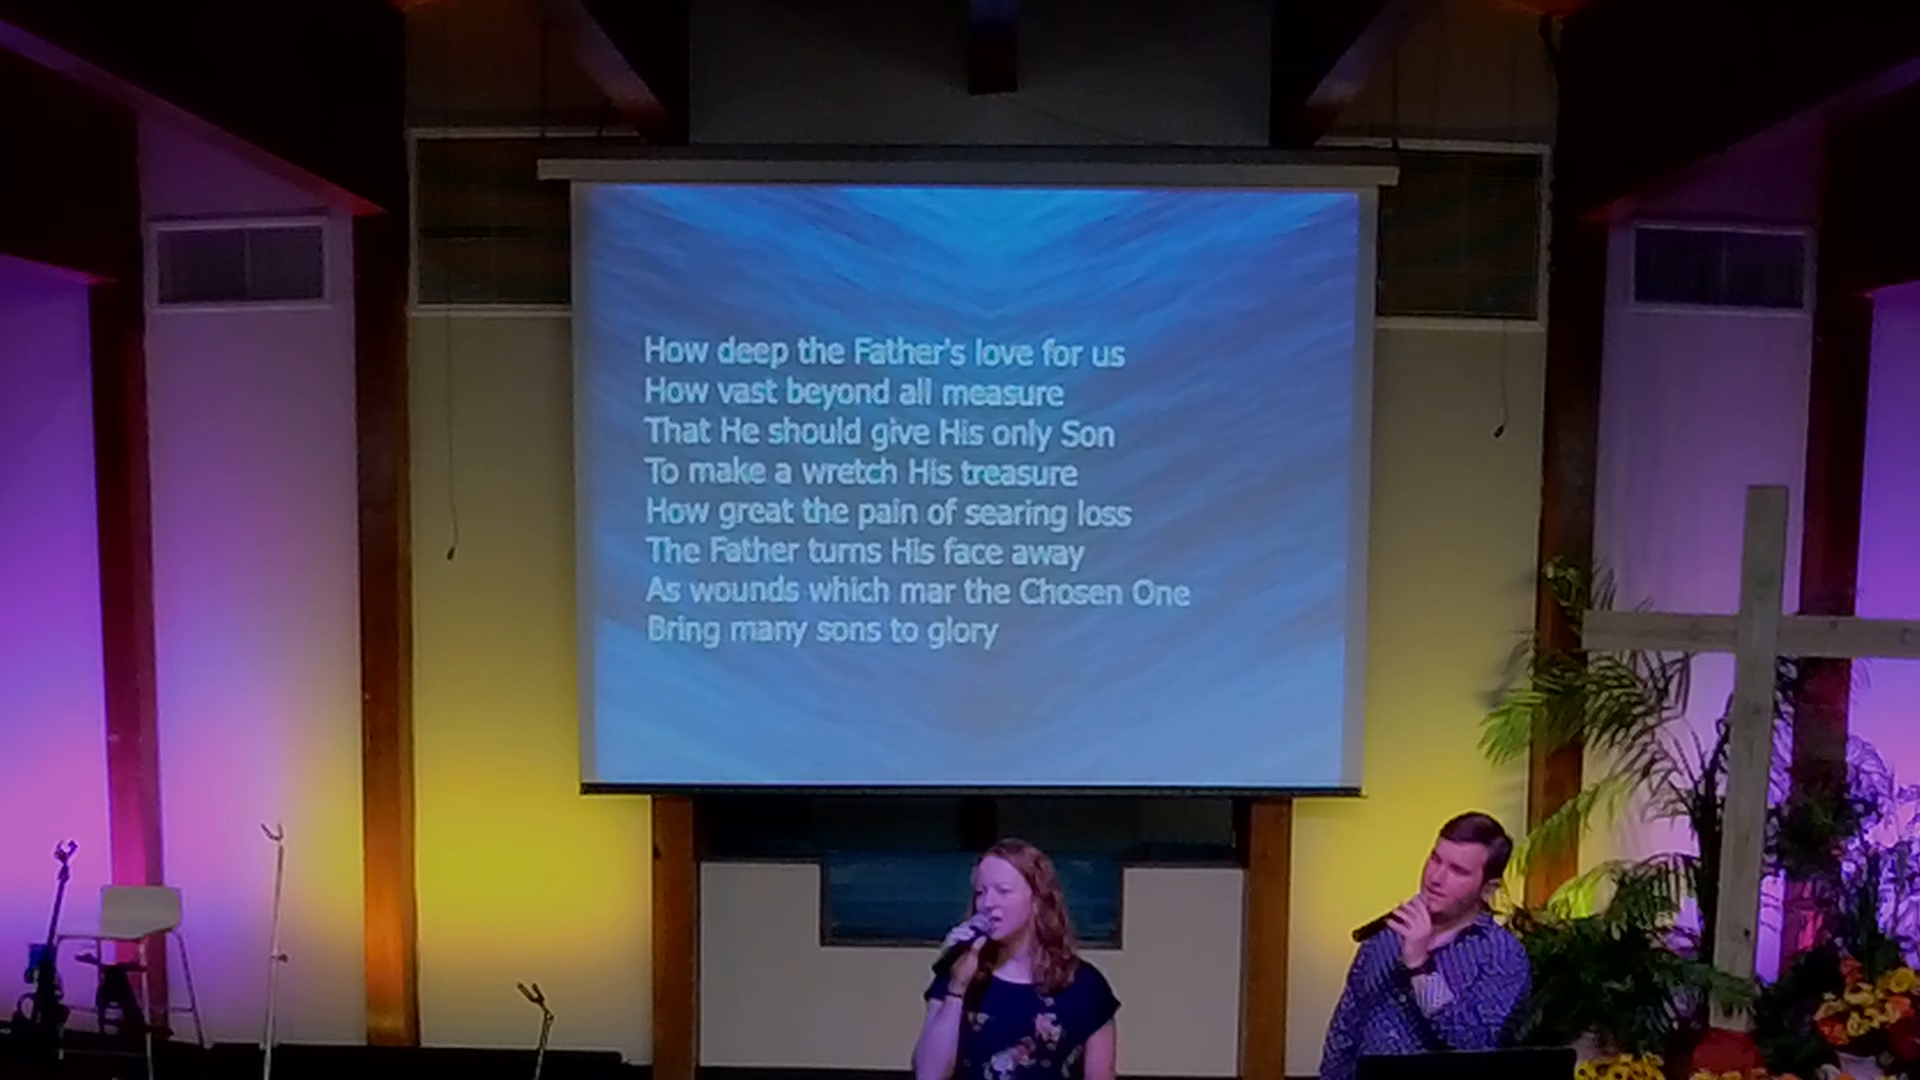 How deep the Father's love for us
How vast beyond all measure
That He should give His only Son
To make a wretch His treasure
How great the pain of searing loss
The Father turns His face away
As wounds which mar the Chosen One
Bring many sons to glory